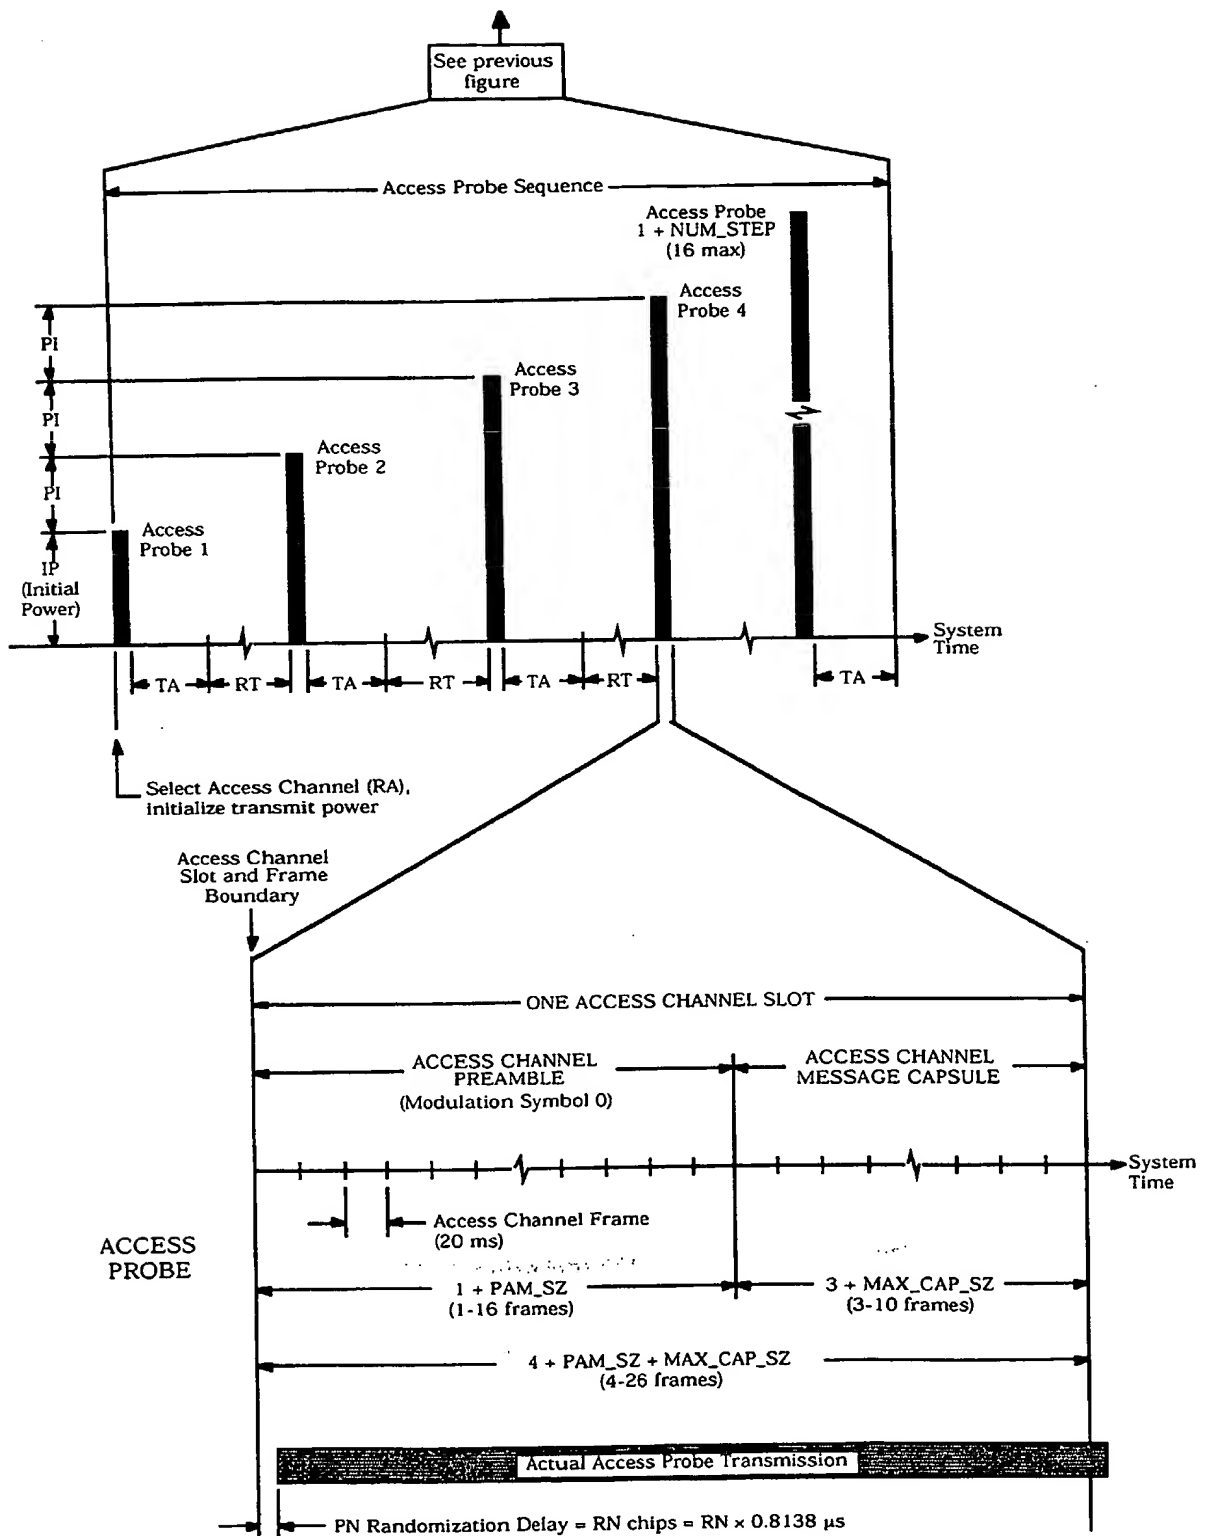 See previous
figure
Access Probe Sequence
Access Probe
1 + NUM_STEP
(16 max)
Access
Probe 4
PI
Access
Probe 3
PI
Access
Probe 2
PI
Access
Probe 1
IP
(Initial
Power)
System
Time
TA
RT
TA
RT
TA
RT
TA
Select Access Channel (RA),
initialize transmit power
Access Channel
Slot and Frame
Boundary
ONE ACCESS CHANNEL SLOT
ACCESS CHANNEL
PREAMBLE
(Modulation Symbol 0)
ACCESS CHANNEL
MESSAGE CAPSULE
System
Time
Access Channel Frame
(20 ms)
ACCESS
PROBE
1 + PAM_SZ
(1-16 frames)
3 + MAX_CAP_SZ
(3-10 frames)
4 + PAM_SZ + MAX_CAP_SZ
(4-26 frames)
Actual Access Probe Transmission
PN Randomization Delay = RN chips = RN x 0.8138 µs